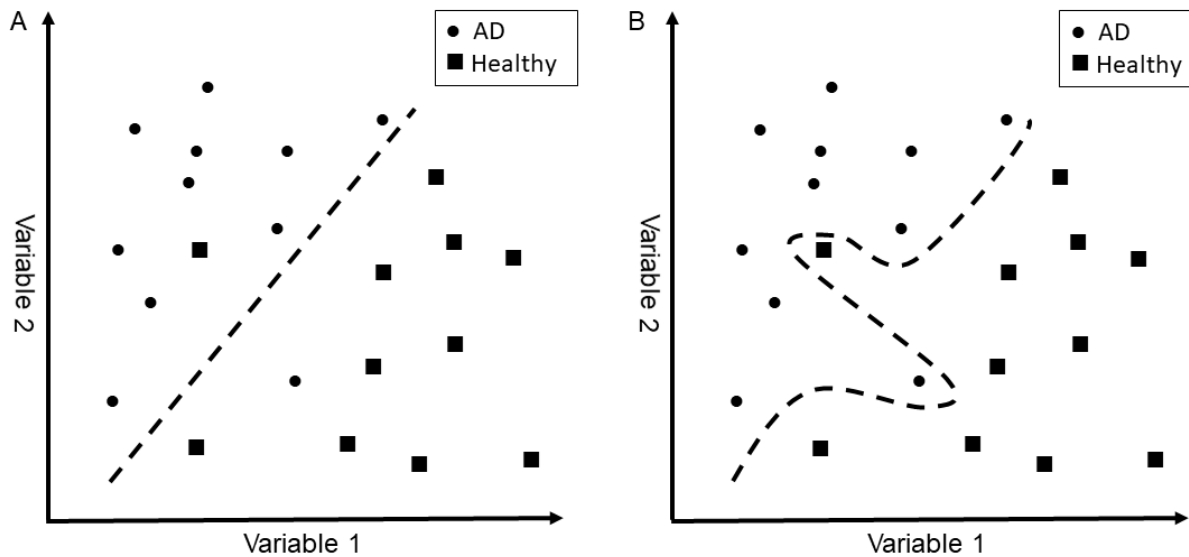 A
AD
Healthy
Variable 2
Variable 1
B
AD
Healthy
Variable 2
Variable 1